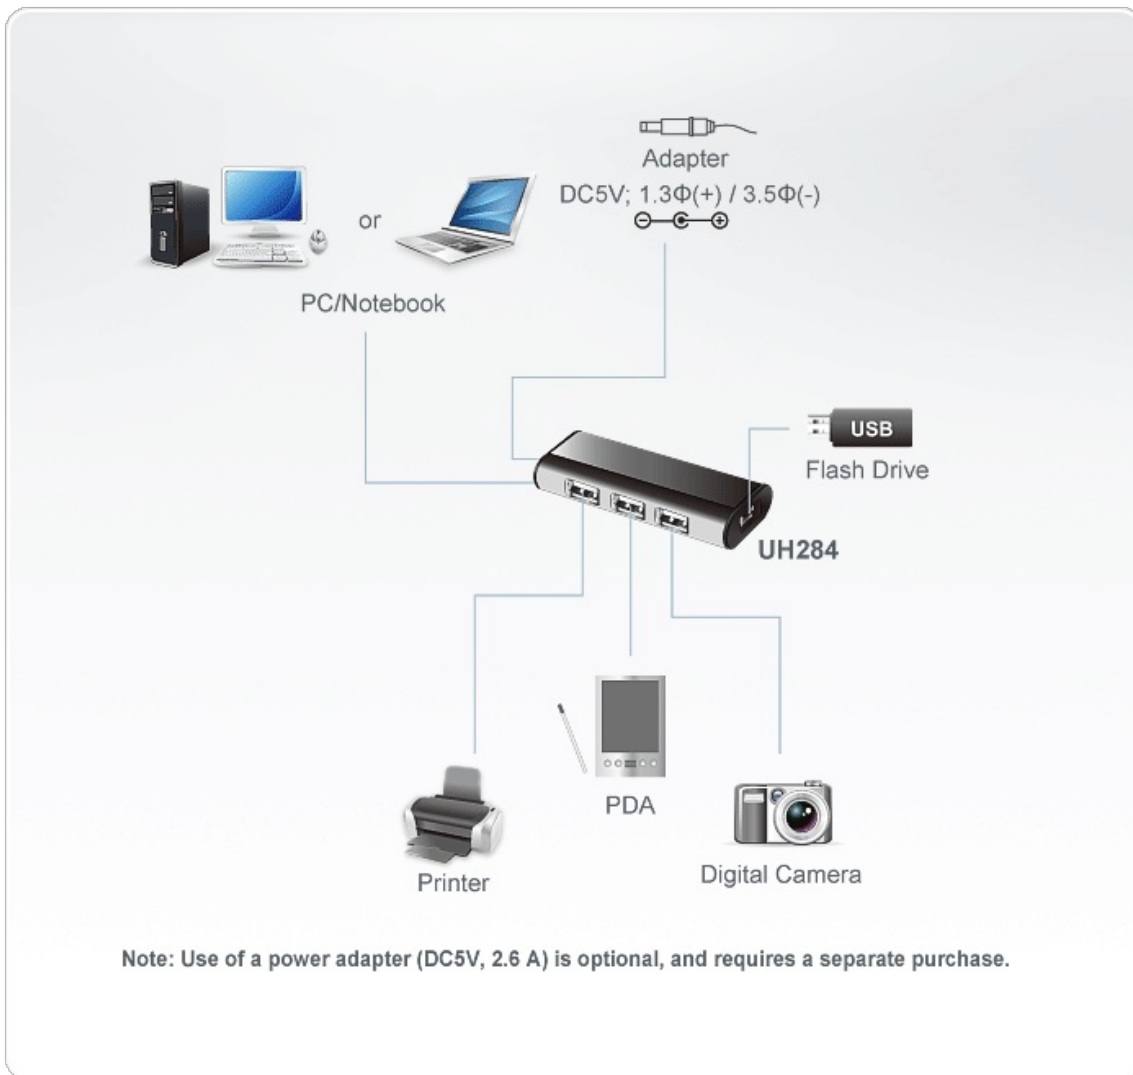 Adapter
DC5V; 1.3Φ(+) / 3.5Φ(-)
or
PC/Notebook
USB
Flash Drive
UH284
PDA
Printer
Digital Camera
Note: Use of a power adapter (DC5V, 2.6 A) is optional, and requires a separate purchase.